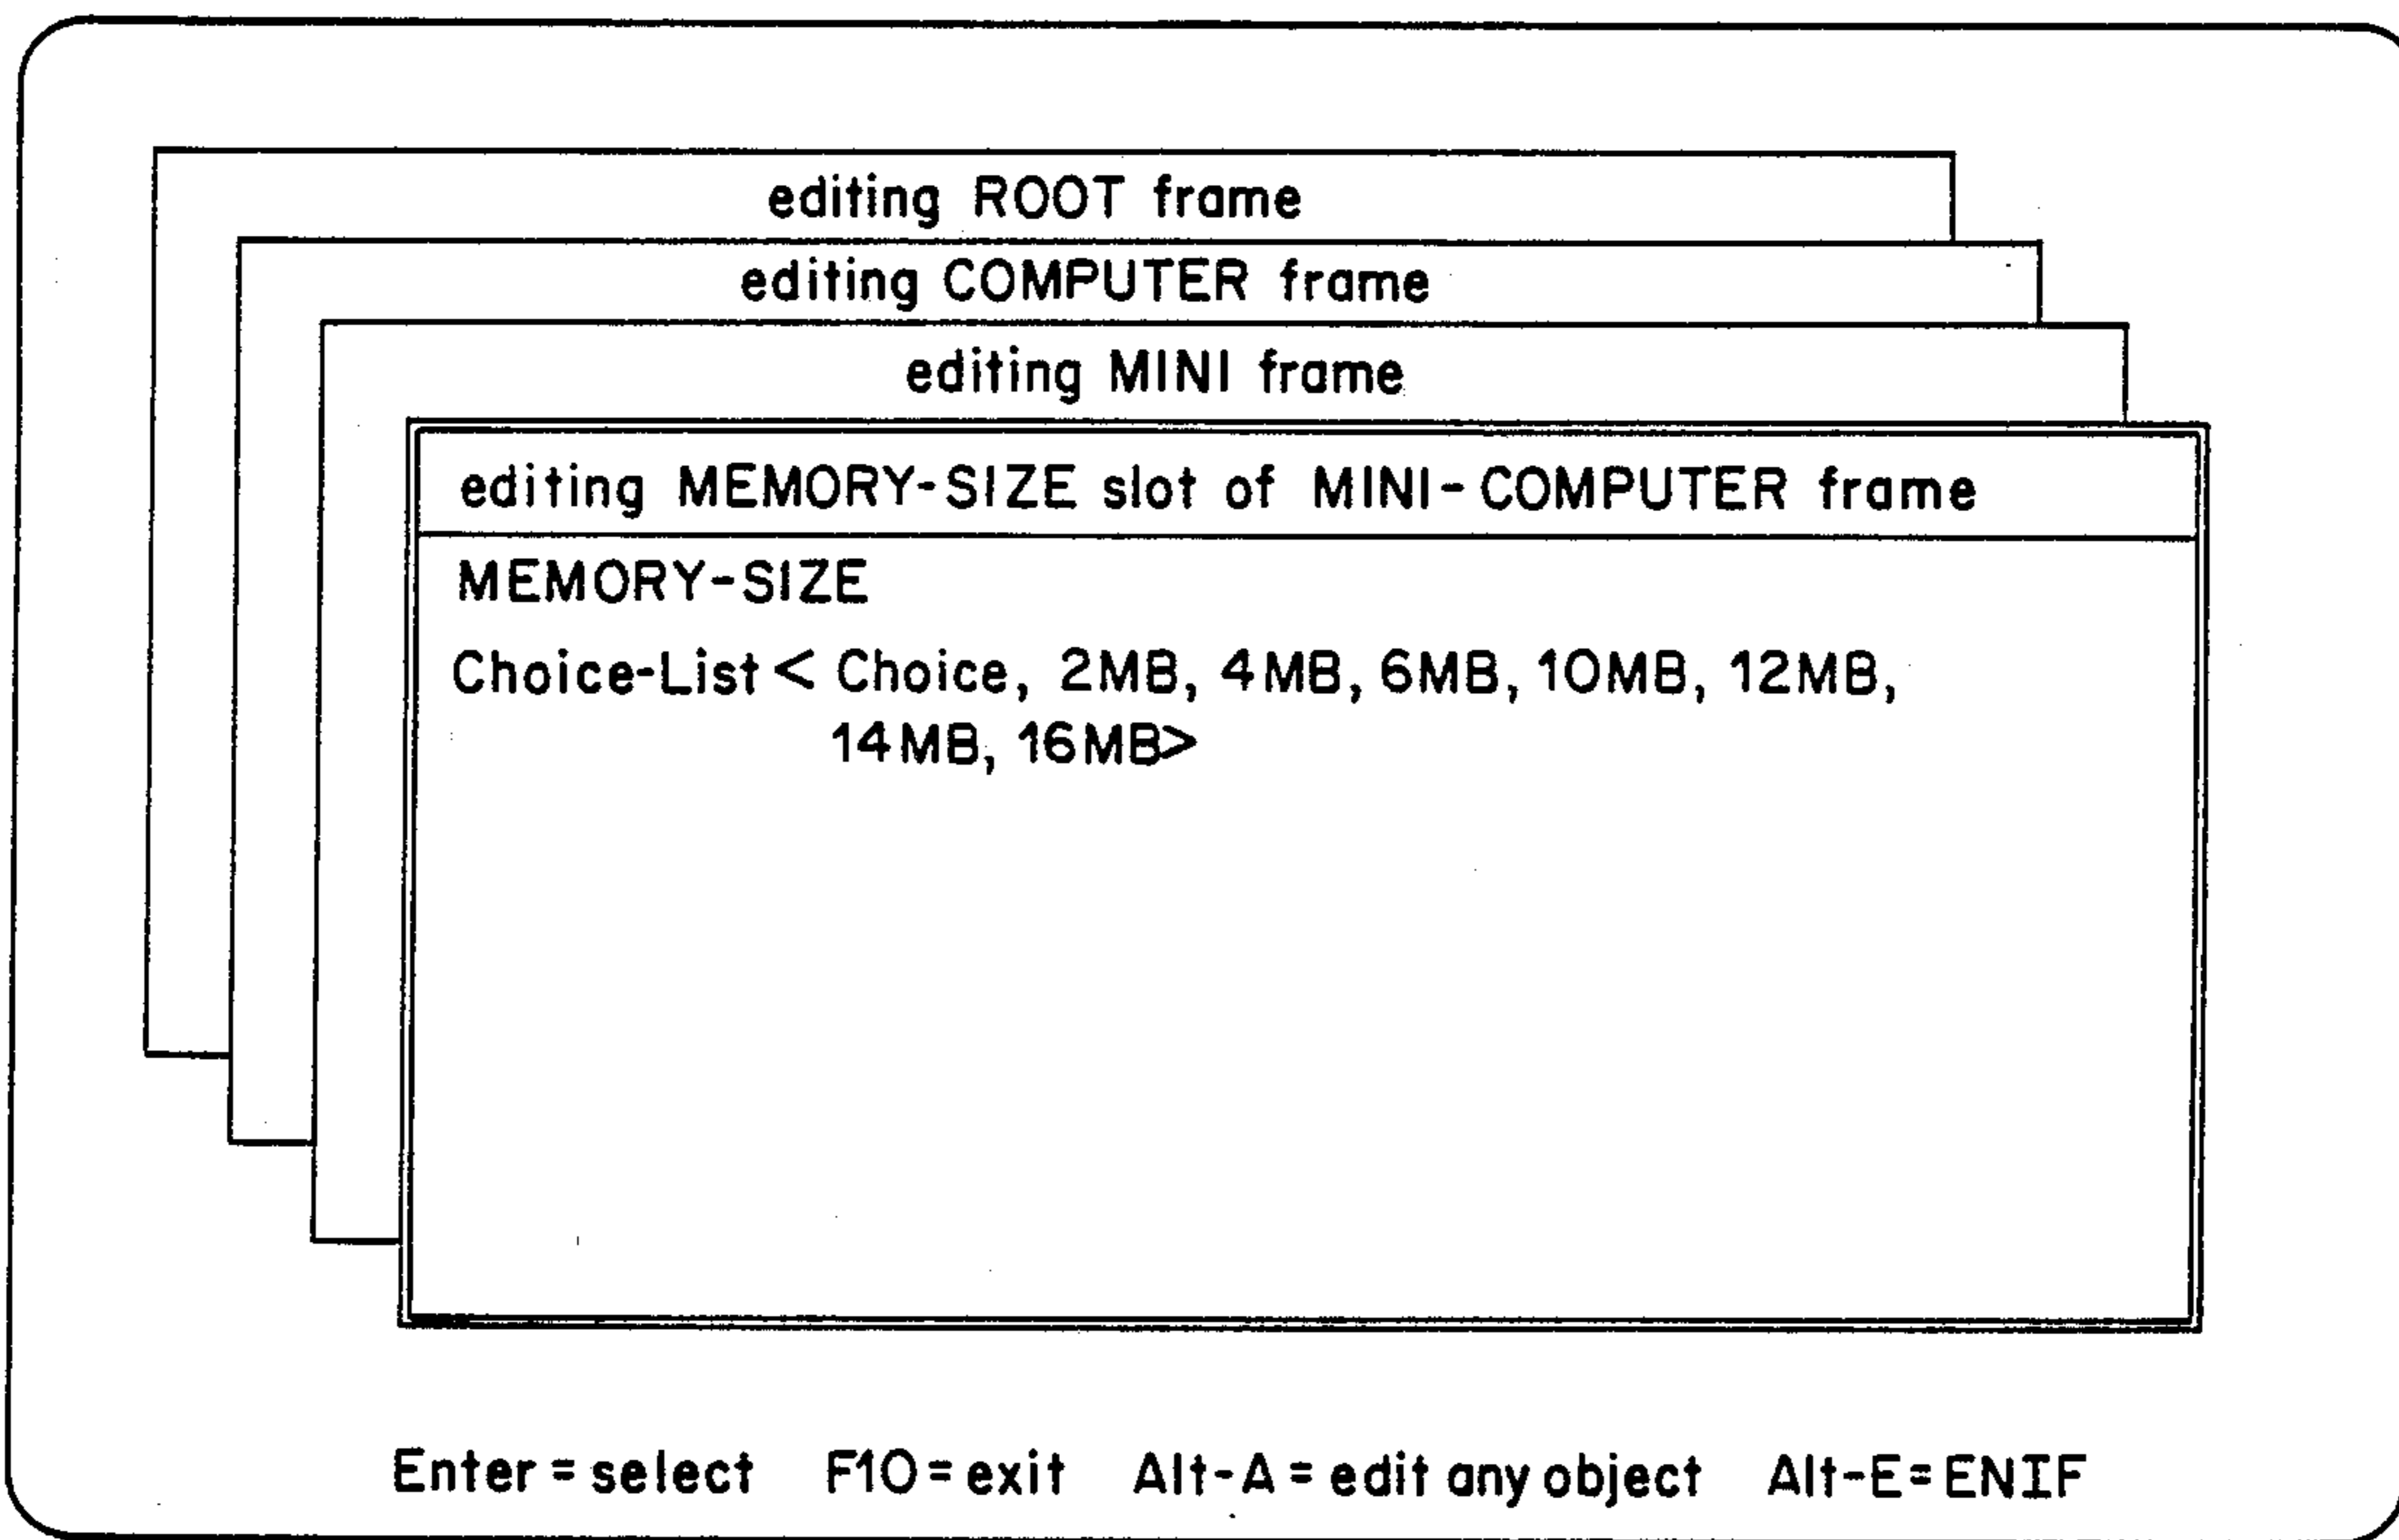 editing ROOT frame
editing COMPUTER frame
editing MINI frame
editing MEMORY-SIZE slot of MINI-COMPUTER frame
MEMORY-SIZE
Choice-List < Choice, 2MB, 4MB, 6MB, 10MB, 12MB,
14MB, 16MB>
Enter = select F10 = exit Alt-A = edit any object Alt-E = ENIF